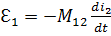 ℰ₁ = −M₁₂ di₂/dt